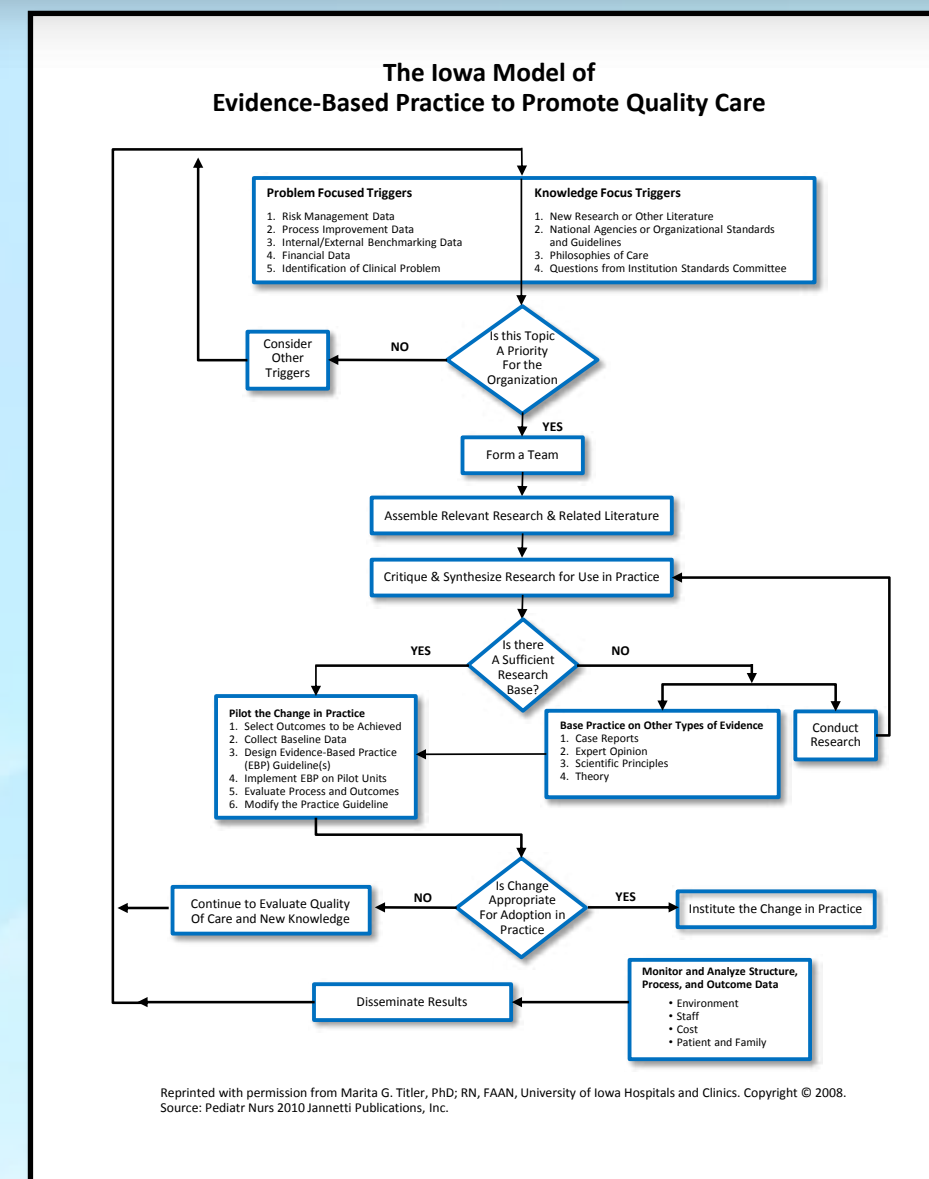 The Iowa Model of
Evidence-Based Practice to Promote Quality Care
Problem Focused Triggers
1. Risk Management Data
2. Process Improvement Data
3. Internal/External Benchmarking Data
4. Financial Data
5. Identification of Clinical Problem
Knowledge Focus Triggers
1. New Research or Other Literature
2. National Agencies or Organizational Standards
and Guidelines
3. Philosophies of Care
4. Questions from Institution Standards Committee
Consider
Other
Triggers
NO
Is this Topic
A Priority
For the
Organization
YES
Form a Team
Assemble Relevant Research & Related Literature
Critique & Synthesize Research for Use in Practice
YES
Is there
A Sufficient
Research
Base?
NO
Pilot the Change in Practice
1. Select Outcomes to be Achieved
2. Collect Baseline Data
3. Design Evidence-Based Practice
(EBP) Guideline(s)
4. Implement EBP on Pilot Units
5. Evaluate Process and Outcomes
6. Modify the Practice Guideline
Base Practice on Other Types of Evidence
1. Case Reports
2. Expert Opinion
3. Scientific Principles
4. Theory
Conduct
Research
Continue to Evaluate Quality
Of Care and New Knowledge
NO
Is Change
Appropriate
For Adoption in
Practice
YES
Institute the Change in Practice
Disseminate Results
Monitor and Analyze Structure,
Process, and Outcome Data
• Environment
• Staff
• Cost
• Patient and Family
Reprinted with permission from Marita G. Titler, PhD; RN, FAAN, University of Iowa Hospitals and Clinics. Copyright © 2008.
Source: Pediatr Nurs 2010 Jannetti Publications, Inc.